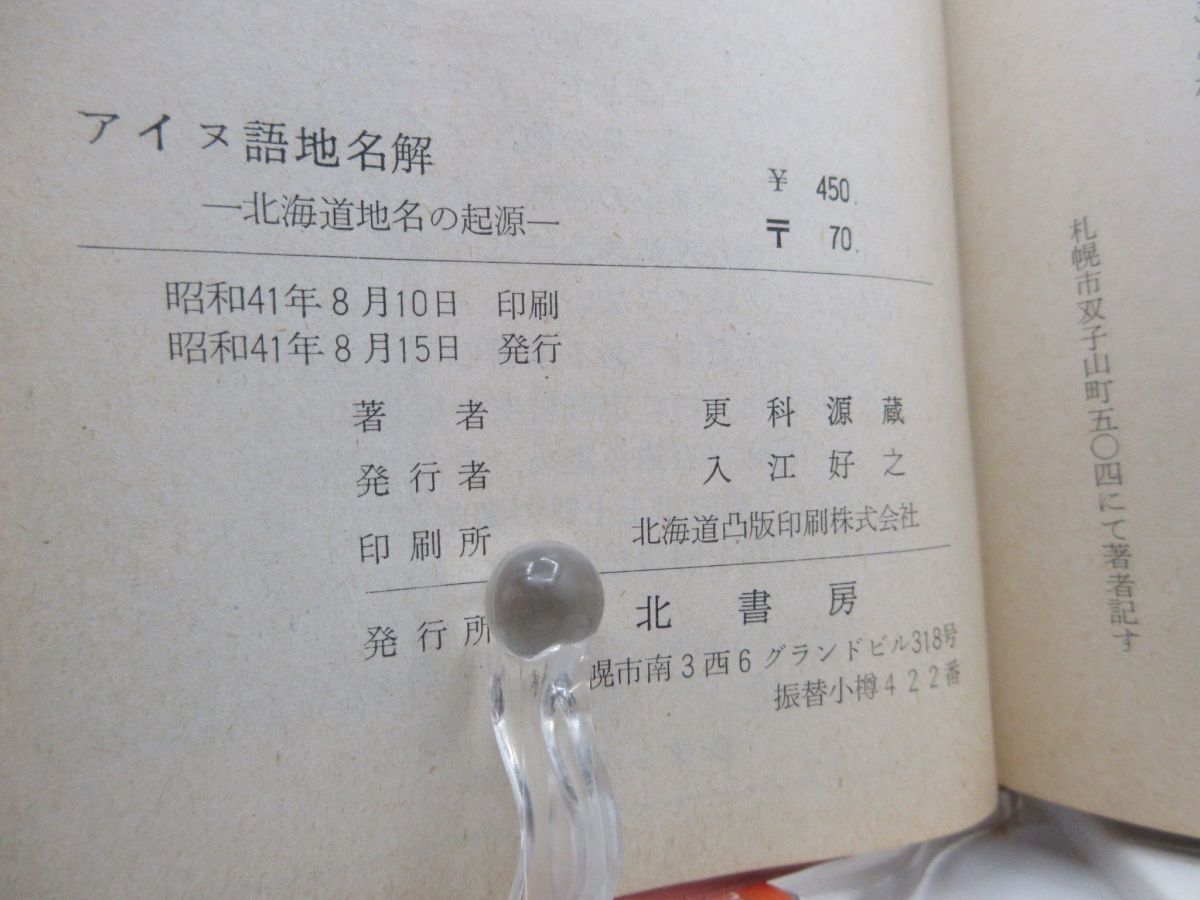 アイヌ語地名解
―北海道地名の起源―
¥ 450.
〒 70.
昭和41年8月10日 印刷
昭和41年8月15日 発行
著者 更科源蔵
発行者 入江好之
印刷所 北海道凸版印刷株式会社
発行所 北書房
幌市南3西6グランドビル318号
振替小樽422番
札幌市双子山町五〇四にて著者記す